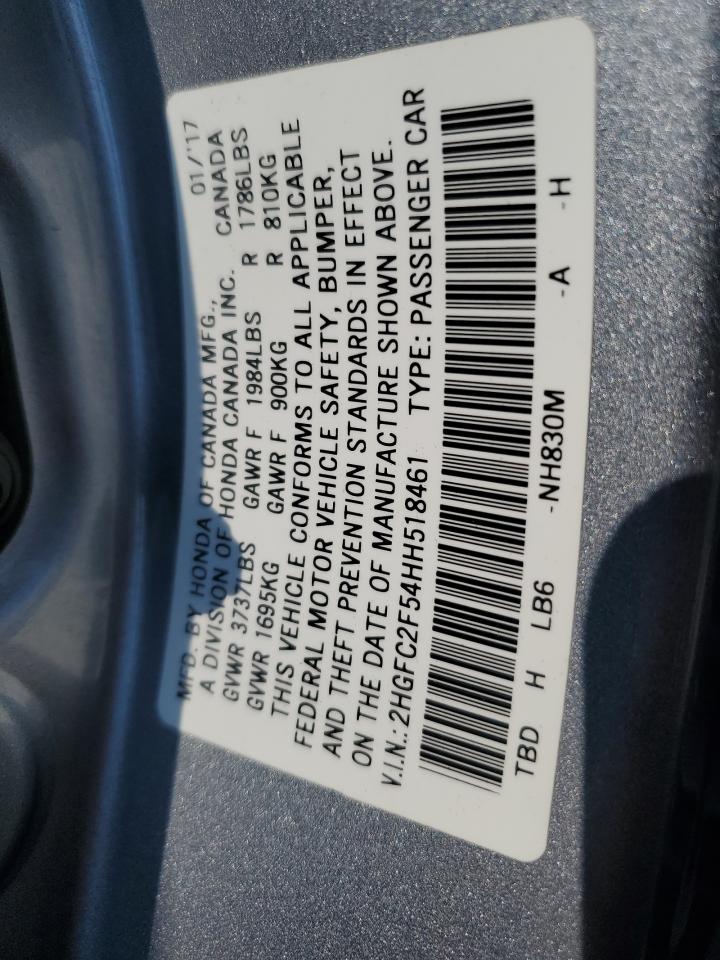 MFD. BY HONDA OF CANADA MFG., 01/'17
A DIVISION OF HONDA CANADA INC. CANADA
GVWR 3737LBS GAWR F 1984LBS R 1786LBS
GVWR 1695KG GAWR F 900KG R 810KG
THIS VEHICLE CONFORMS TO ALL APPLICABLE
FEDERAL MOTOR VEHICLE SAFETY, BUMPER,
AND THEFT PREVENTION STANDARDS IN EFFECT
ON THE DATE OF MANUFACTURE SHOWN ABOVE.
V.I.N.: 2HGFC2F54HH518461 TYPE: PASSENGER CAR
TBD H LB6 -NH830M -A -H